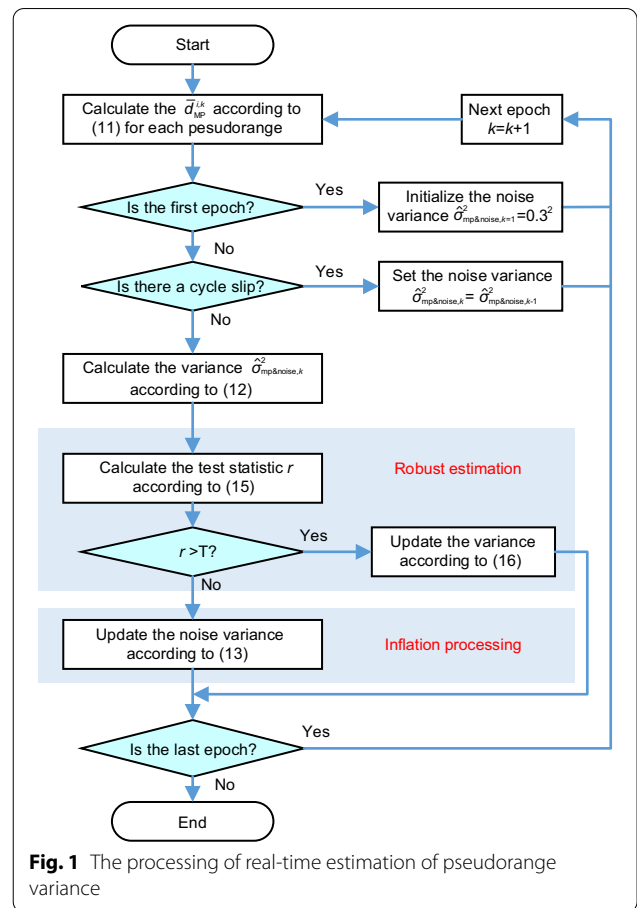 Start
Calculate the d̅ᵢ,ₖ MP according to
(11) for each pesudorange
Next epoch
k=k+1
Is the first epoch?
Yes
Initialize the noise
variance σ̂²mp&noise,k=1=0.3²
No
Is there a cycle slip?
Yes
Set the noise variance
σ̂²mp&noise,k = σ̂²mp&noise,k-1
No
Calculate the variance σ̂²mp&noise,k
according to (12)
Calculate the test statistic r
according to (15)
Robust estimation
r >T?
Yes
Update the variance
according to (16)
No
Update the noise variance
according to (13)
Inflation processing
Is the last epoch?
Yes
No
End
Fig. 1 The processing of real-time estimation of pseudorange
variance